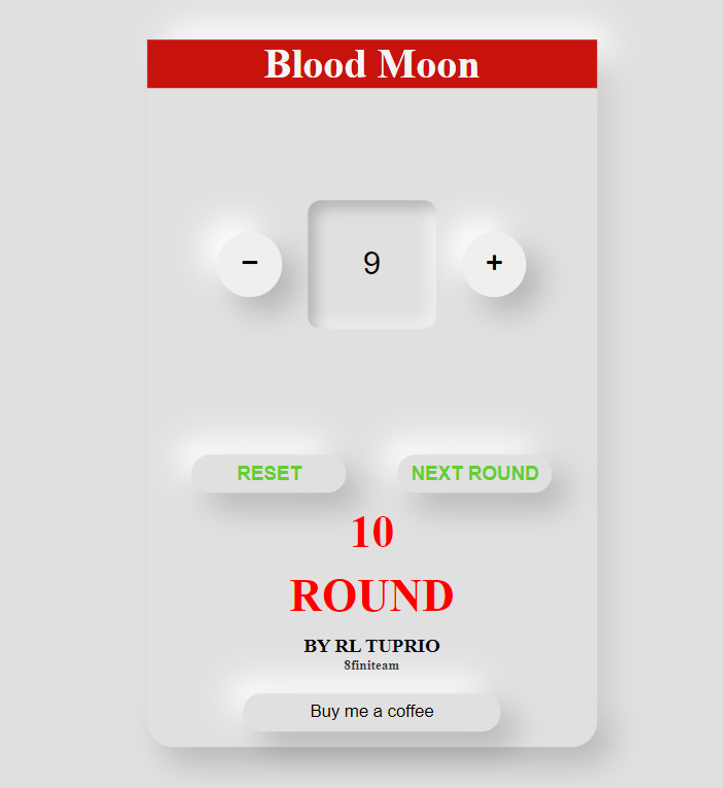 Blood Moon
− 9 +
RESET NEXT ROUND
10
ROUND
BY RL TUPRIO
8finiteam
Buy me a coffee